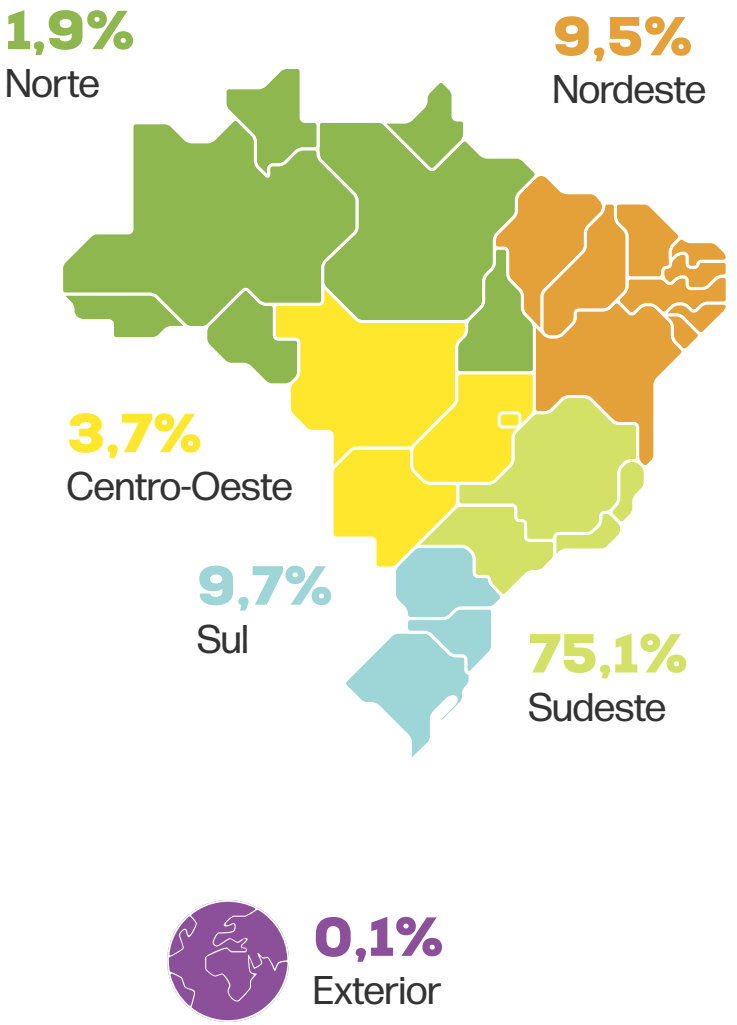 1,9%
Norte
9,5%
Nordeste
3,7%
Centro-Oeste
9,7%
Sul
75,1%
Sudeste
0,1%
Exterior